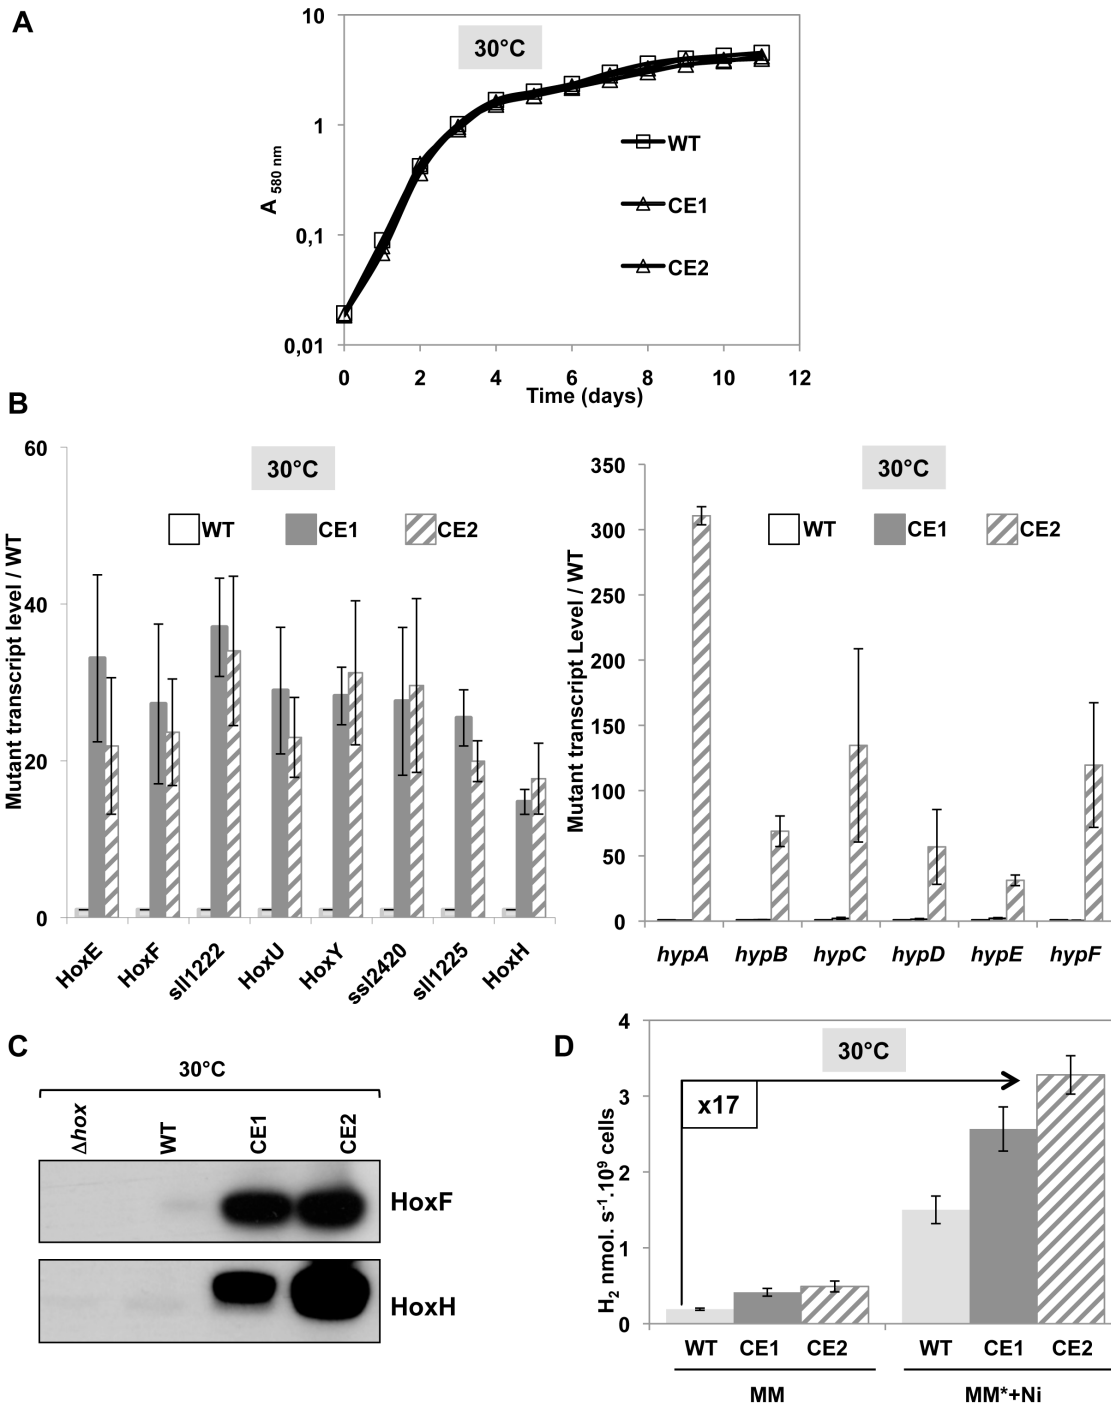 A
30°C
10
1
0,1
0,01
A 580 nm
WT
CE1
CE2
0 2 4 6 8 10 12
Time (days)
B
30°C
60
40
20
0
Mutant transcript level / WT
WT CE1 CE2
HoxE HoxF sll1222 HoxU HoxY ssl2420 sll1225 HoxH
30°C
350
300
250
200
150
100
50
0
Mutant transcript Level / WT
WT CE1 CE2
hypA hypB hypC hypD hypE hypF
C
30°C
Δhox WT CE1 CE2
HoxF
HoxH
D
30°C
x17
4
3
2
1
0
H2 nmol. s-1.109 cells
WT CE1 CE2 WT CE1 CE2
MM MM*+Ni